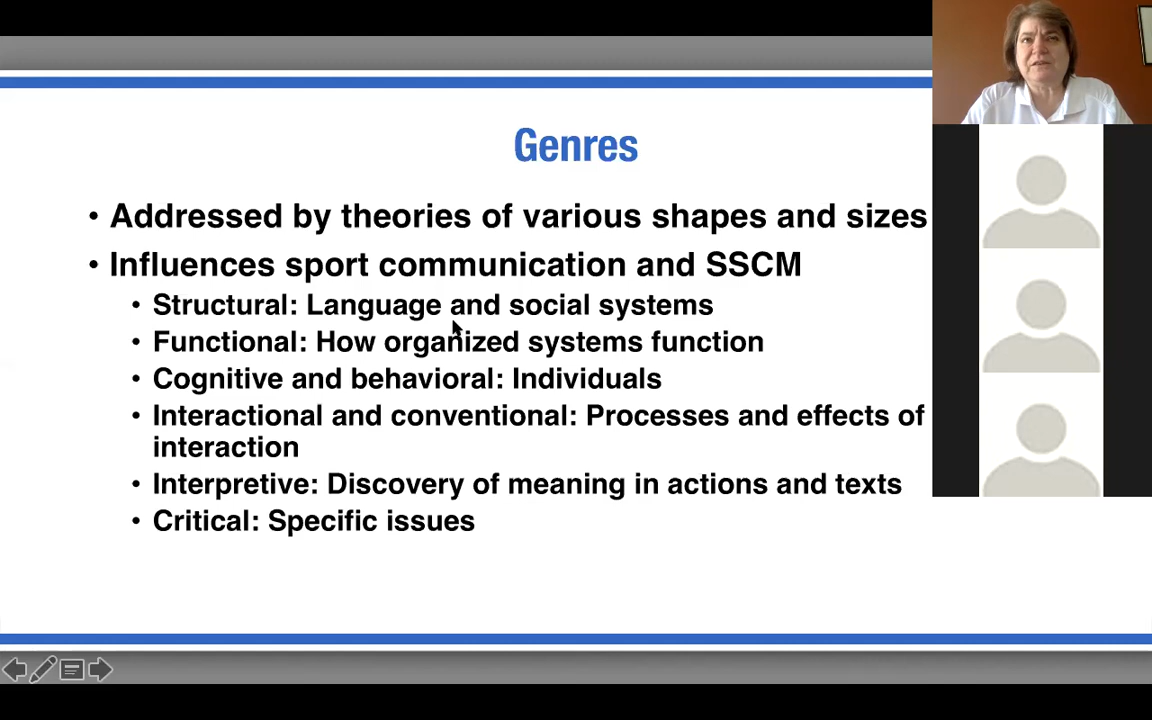 Genres
• Addressed by theories of various shapes and sizes
• Influences sport communication and SSCM
• Structural: Language and social systems
• Functional: How organized systems function
• Cognitive and behavioral: Individuals
• Interactional and conventional: Processes and effects of
interaction
• Interpretive: Discovery of meaning in actions and texts
• Critical: Specific issues